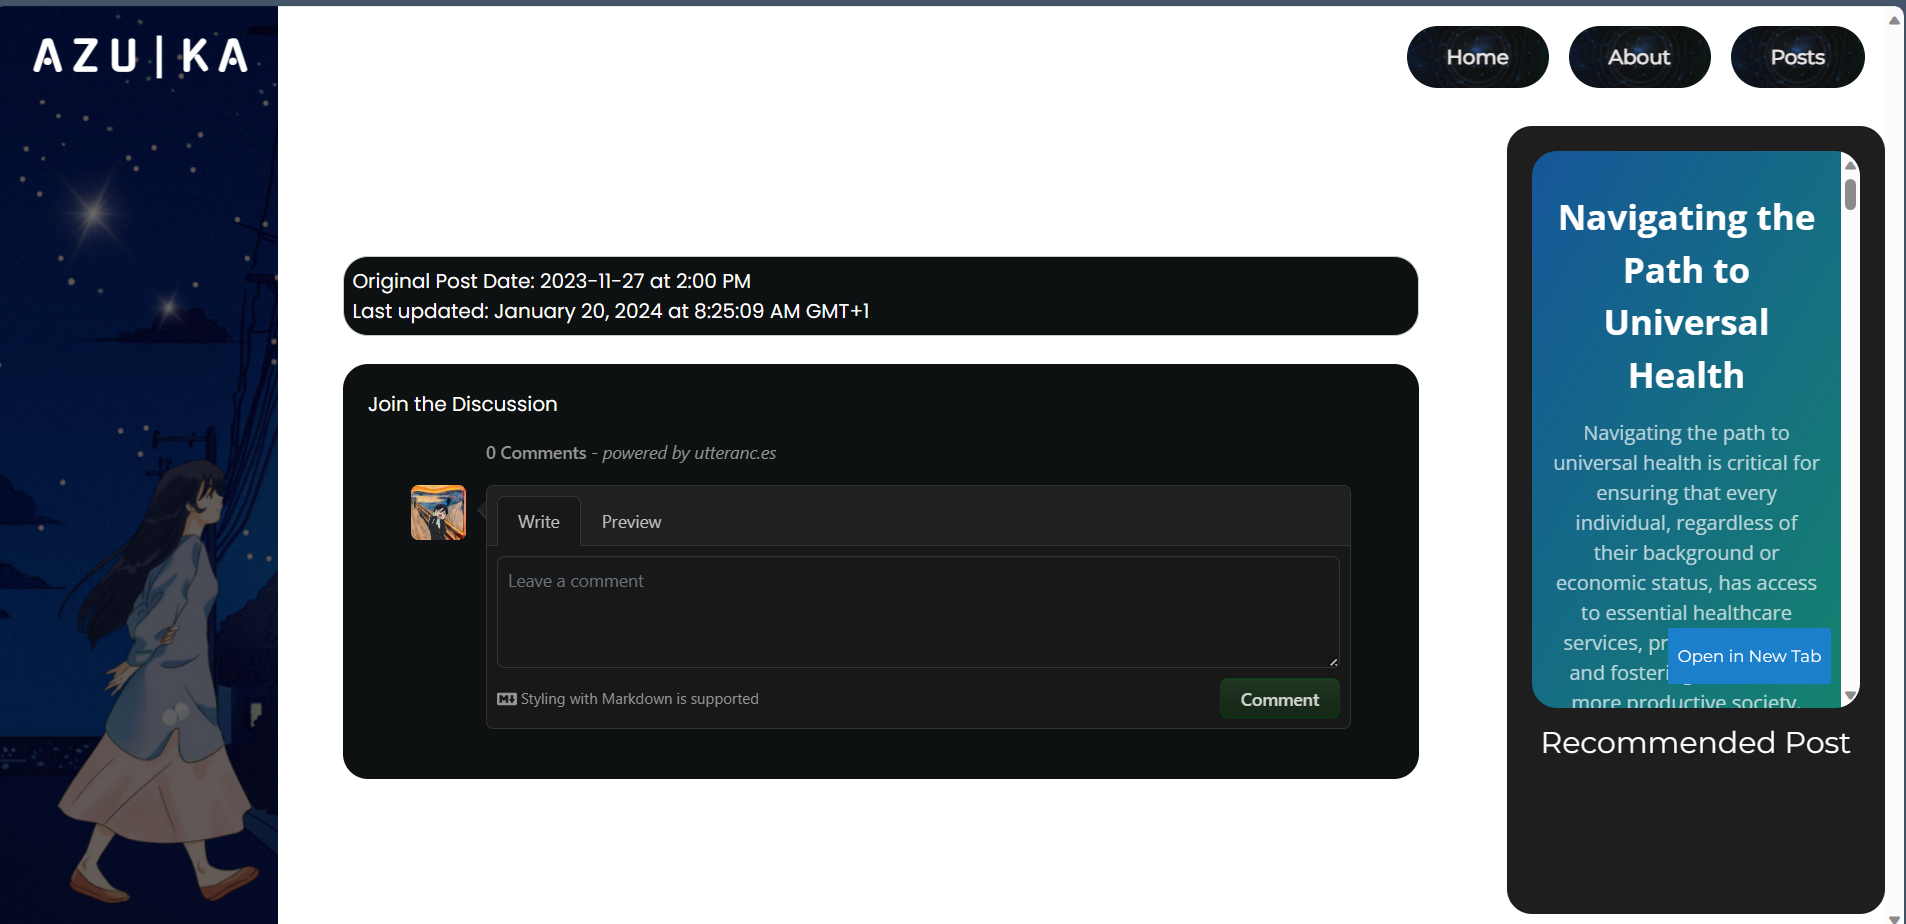 AZU|KA
Home
About
Posts
Original Post Date: 2023-11-27 at 2:00 PM
Last updated: January 20, 2024 at 8:25:09 AM GMT+1
Join the Discussion
0 Comments - powered by utteranc.es
Write
Preview
Leave a comment
Styling with Markdown is supported
Comment
Navigating the
Path to
Universal
Health
Navigating the path to
universal health is critical for
ensuring that every
individual, regardless of
their background or
economic status, has access
to essential healthcare
services,
and
more productive society.
Open in New Tab
Recommended Post